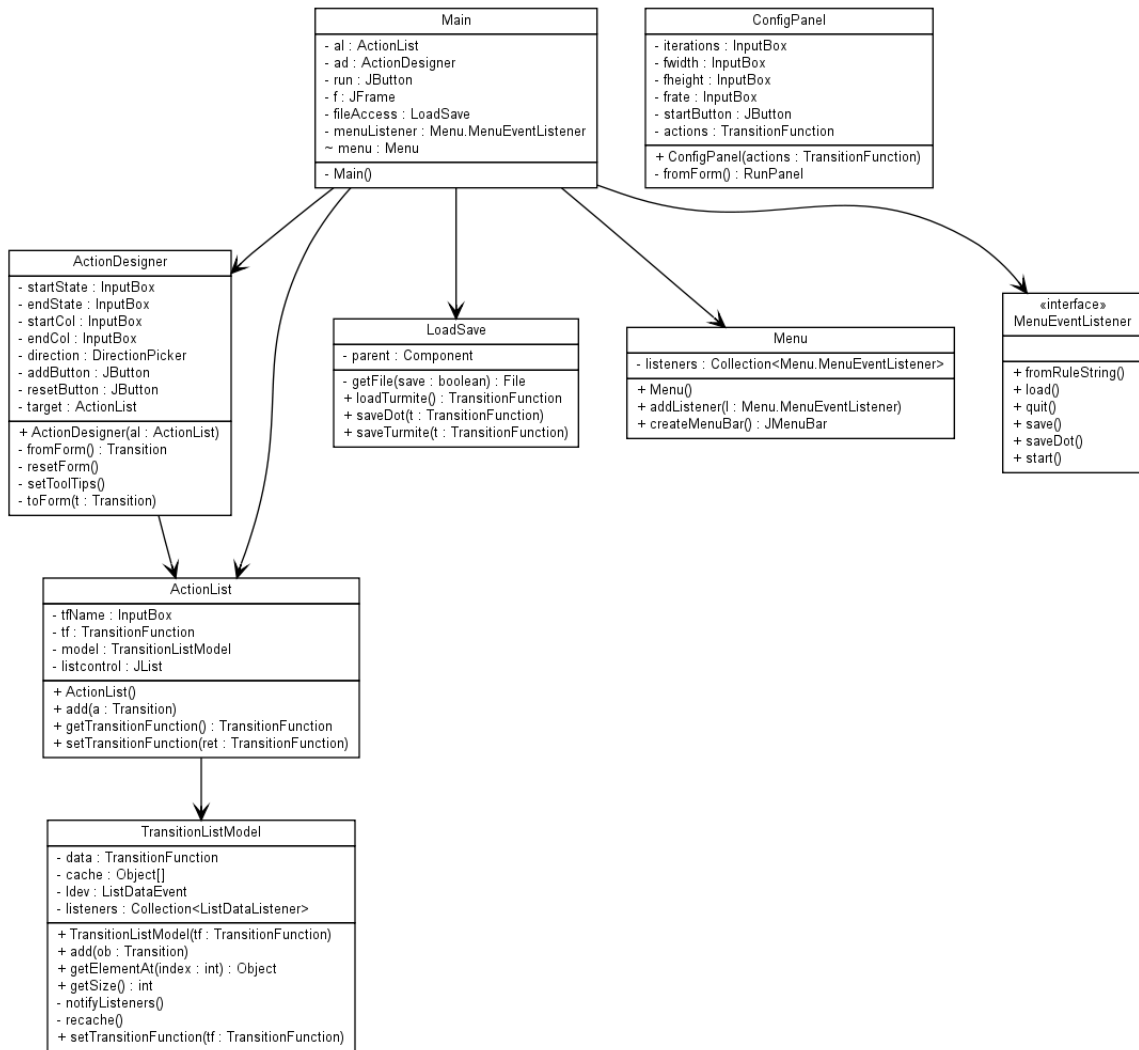 Main
- al : ActionList
- ad : ActionDesigner
- run : JButton
- f : JFrame
- fileAccess : LoadSave
- menuListener : Menu.MenuEventListener
~ menu : Menu
- Main()
ConfigPanel
- iterations : InputBox
- fwidth : InputBox
- fheight : InputBox
- frate : InputBox
- startButton : JButton
- actions : TransitionFunction
+ ConfigPanel(actions : TransitionFunction)
- fromForm() : RunPanel
ActionDesigner
- startState : InputBox
- endState : InputBox
- startCol : InputBox
- endCol : InputBox
- direction : DirectionPicker
- addButton : JButton
- resetButton : JButton
- target : ActionList
+ ActionDesigner(al : ActionList)
- fromForm() : Transition
- resetForm()
- setToolTips()
- toForm(t : Transition)
LoadSave
- parent : Component
- getFile(save : boolean) : File
+ loadTurmite() : TransitionFunction
+ saveDot(t : TransitionFunction)
+ saveTurmite(t : TransitionFunction)
Menu
- listeners : Collection<Menu.MenuEventListener>
+ Menu()
+ addListener(l : Menu.MenuEventListener)
+ createMenuBar() : JMenuBar
«interface»
MenuEventListener
+ fromRuleString()
+ load()
+ quit()
+ save()
+ saveDot()
+ start()
ActionList
- tfName : InputBox
- tf : TransitionFunction
- model : TransitionListModel
- listcontrol : JList
+ ActionList()
+ add(a : Transition)
+ getTransitionFunction() : TransitionFunction
+ setTransitionFunction(ret : TransitionFunction)
TransitionListModel
- data : TransitionFunction
- cache : Object[]
- ldev : ListDataEvent
- listeners : Collection<ListDataListener>
+ TransitionListModel(tf : TransitionFunction)
+ add(ob : Transition)
+ getElementAt(index : int) : Object
+ getSize() : int
- notifyListeners()
- recache()
+ setTransitionFunction(tf : TransitionFunction)